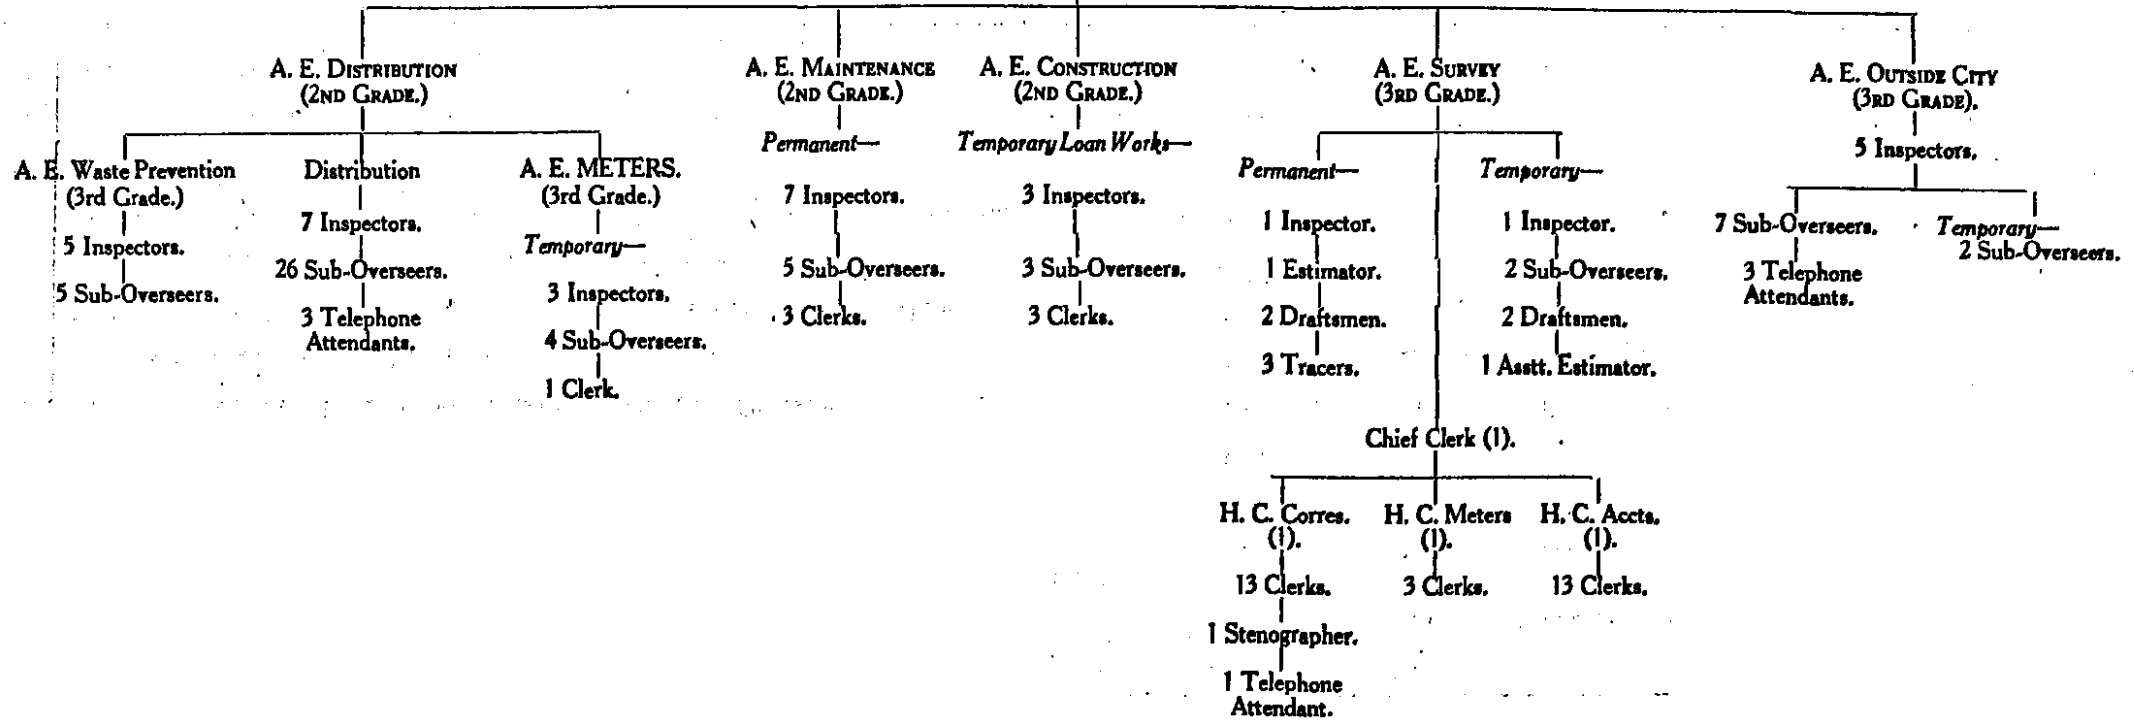 A. E. DISTRIBUTION
(2ND GRADE.)
A. E. Waste Prevention
(3rd Grade.)
5 Inspectors.
5 Sub-Overseers.
Distribution
7 Inspectors.
26 Sub-Overseers.
3 Telephone
Attendants.
A. E. METERS.
(3rd Grade.)
Temporary—
3 Inspectors.
4 Sub-Overseers.
1 Clerk.
A. E. MAINTENANCE
(2ND GRADE.)
Permanent—
7 Inspectors.
5 Sub-Overseers.
3 Clerks.
A. E. CONSTRUCTION
(2ND GRADE.)
Temporary Loan Works—
3 Inspectors.
3 Sub-Overseers.
3 Clerks.
A. E. SURVEY
(3RD GRADE.)
Permanent—
1 Inspector.
1 Estimator.
2 Draftsmen.
3 Tracers.
Temporary—
1 Inspector.
2 Sub-Overseers.
2 Draftsmen.
1 Asstt. Estimator.
Chief Clerk (1).
H. C. Corres.
(1).
13 Clerks.
1 Stenographer.
1 Telephone
Attendant.
H. C. Meters
(1).
3 Clerks.
H. C. Accts.
(1).
13 Clerks.
A. E. OUTSIDE CITY
(3RD GRADE).
5 Inspectors.
7 Sub-Overseers.
3 Telephone
Attendants.
Temporary—
2 Sub-Overseers.